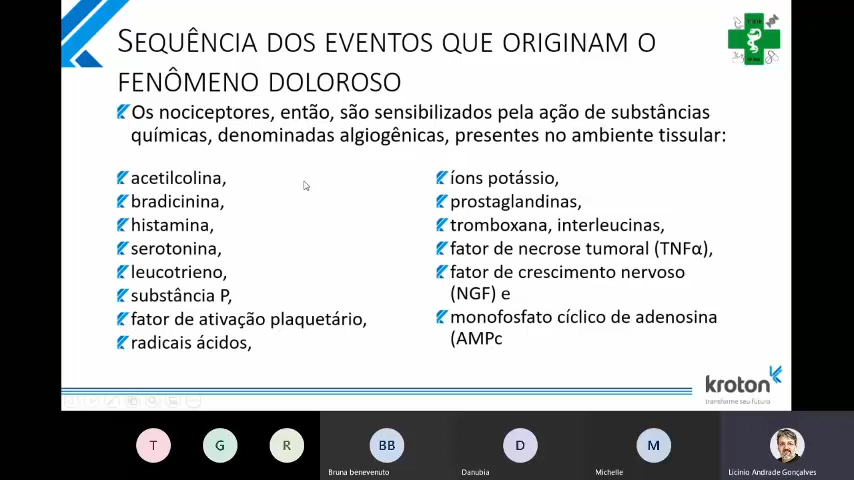 SEQUÊNCIA DOS EVENTOS QUE ORIGINAM O
FENÔMENO DOLOROSO
Os nociceptores, então, são sensibilizados pela ação de substâncias
químicas, denominadas algiogênicas, presentes no ambiente tissular:
acetilcolina,
bradicinina,
histamina,
serotonina,
leucotrieno,
substância P,
fator de ativação plaquetário,
radicais ácidos,
íons potássio,
prostaglandinas,
tromboxana, interleucinas,
fator de necrose tumoral (TNFα),
fator de crescimento nervoso
(NGF) e
monofosfato cíclico de adenosina
(AMPc
kroton
transforme seu futuro
T
G
R
BB
D
M
Bruna benevenuto
Danubia
Michelle
Licinio Andrade Gonçalves